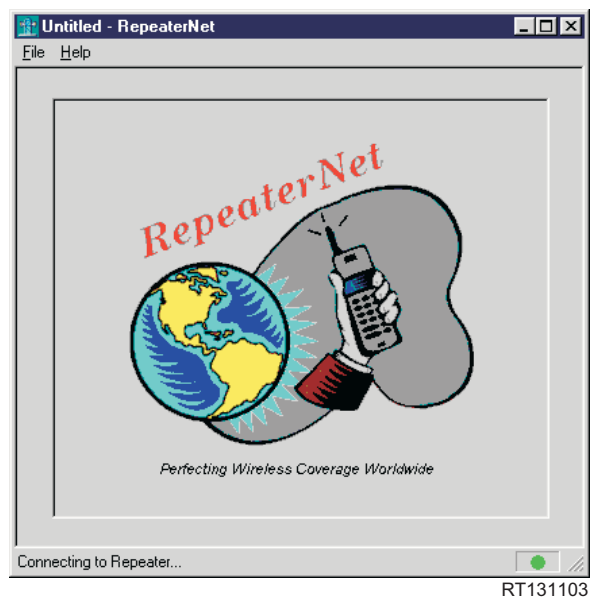 Untitled - RepeaterNet
File Help
RepeaterNet
Perfecting Wireless Coverage Worldwide
Connecting to Repeater...
RT131103